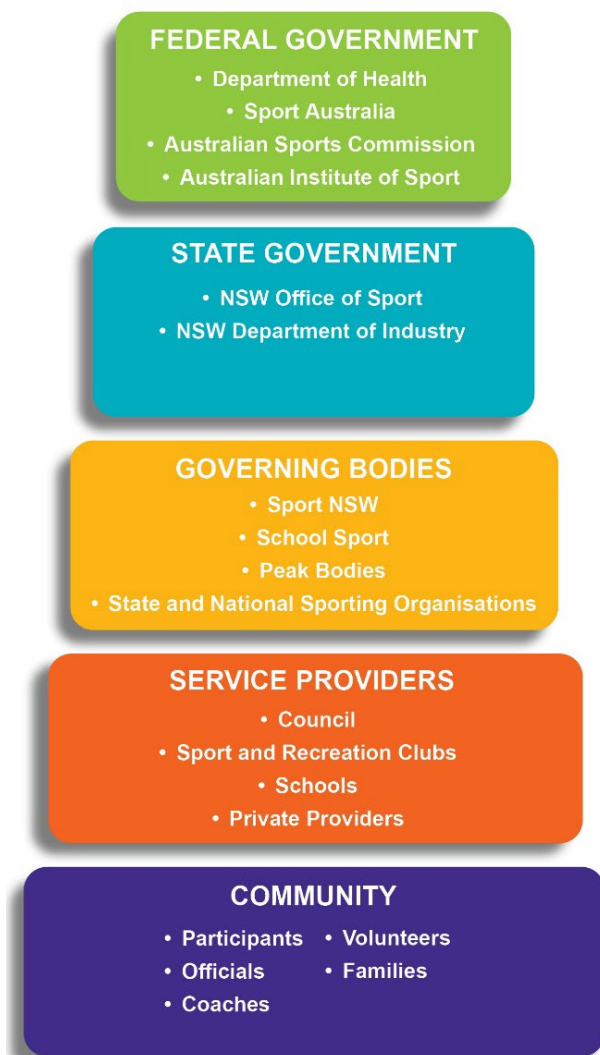 FEDERAL GOVERNMENT
• Department of Health
• Sport Australia
• Australian Sports Commission
• Australian Institute of Sport
STATE GOVERNMENT
• NSW Office of Sport
• NSW Department of Industry
GOVERNING BODIES
• Sport NSW
• School Sport
• Peak Bodies
• State and National Sporting Organisations
SERVICE PROVIDERS
• Council
• Sport and Recreation Clubs
• Schools
• Private Providers
COMMUNITY
• Participants • Volunteers
• Officials • Families
• Coaches